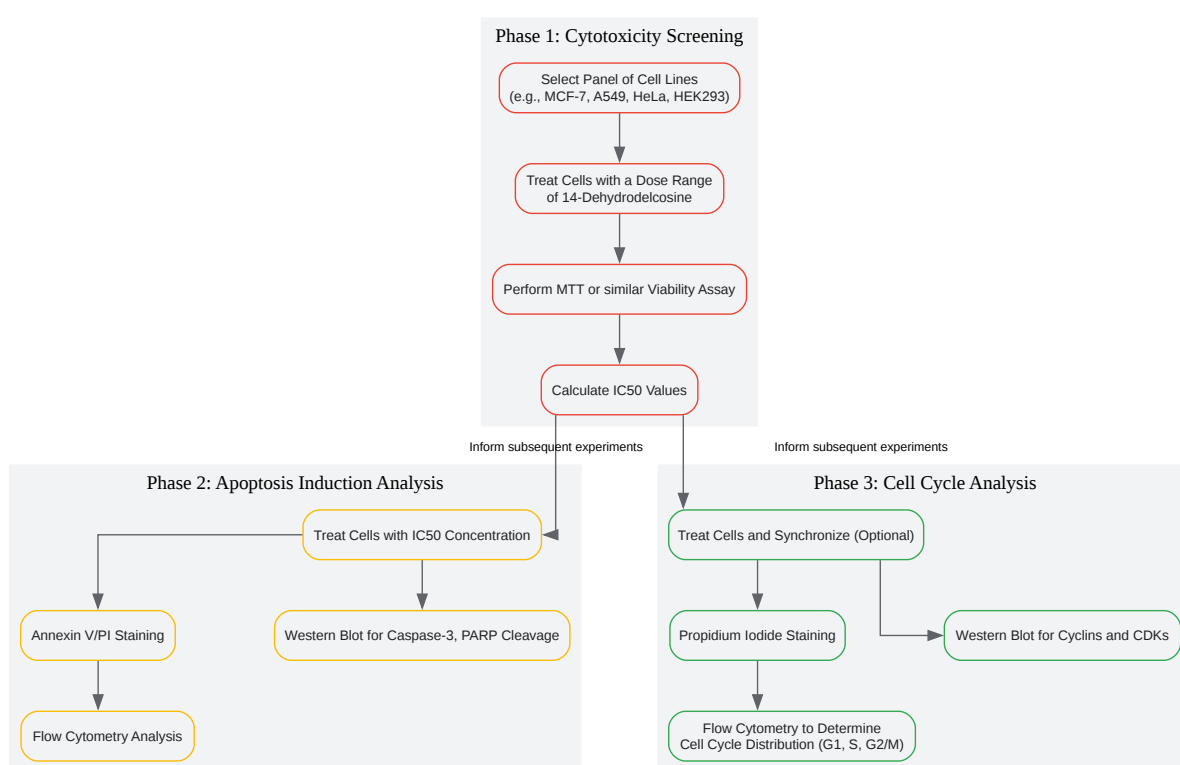 Phase 1: Cytotoxicity Screening
Select Panel of Cell Lines
(e.g., MCF-7, A549, HeLa, HEK293)
Treat Cells with a Dose Range
of 14-Dehydrodelcosine
Perform MTT or similar Viability Assay
Calculate IC50 Values
Inform subsequent experiments
Inform subsequent experiments
Phase 2: Apoptosis Induction Analysis
Treat Cells with IC50 Concentration
Annexin V/PI Staining
Western Blot for Caspase-3, PARP Cleavage
Flow Cytometry Analysis
Phase 3: Cell Cycle Analysis
Treat Cells and Synchronize (Optional)
Propidium Iodide Staining
Western Blot for Cyclins and CDKs
Flow Cytometry to Determine
Cell Cycle Distribution (G1, S, G2/M)